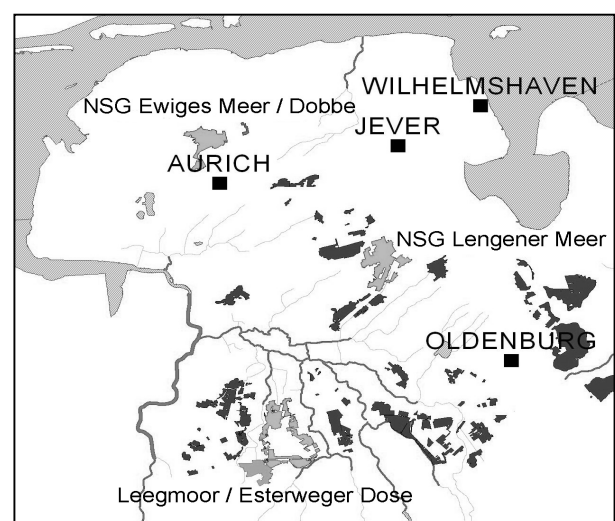 WILHELMSHAVEN
NSG Ewiges Meer / Dobbe
JEVER
AURICH
NSG Lengener Meer
OLDENBURG
Leegmoor / Esterweger Dose